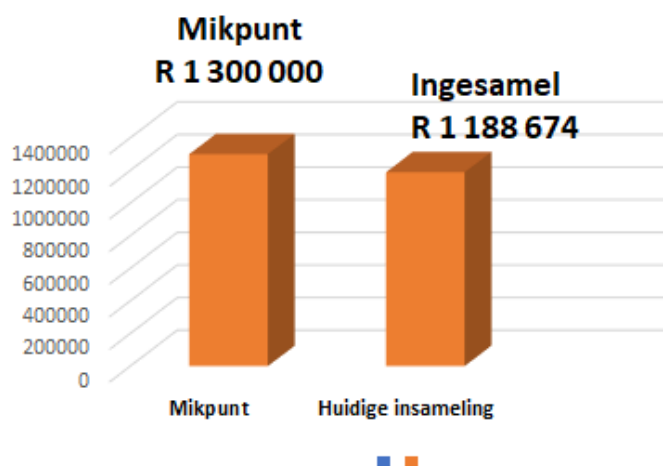 Mikpunt
R 1 300 000
Ingesamel
R 1 188 674
1400000
1200000
1000000
800000
600000
400000
200000
0
Mikpunt
Huidige insameling